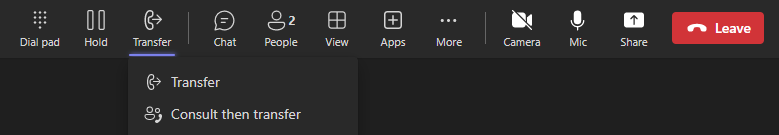 Dial pad Hold Transfer Chat People 2 View Apps More Camera Mic Share Leave
Transfer
Consult then transfer